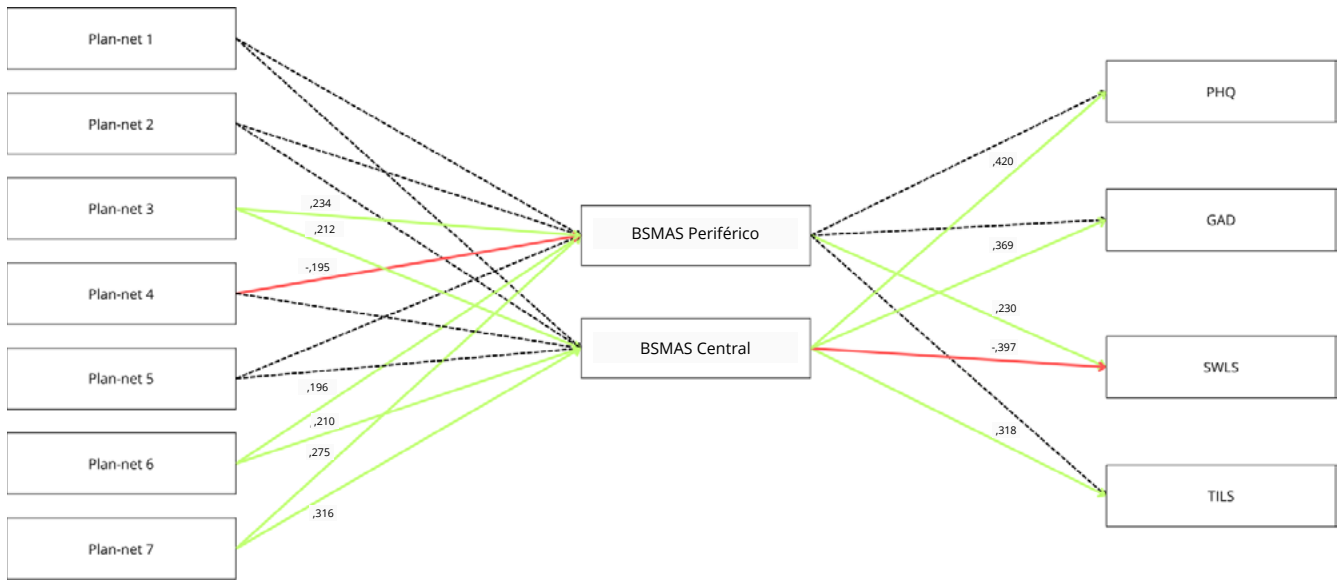 Plan-net 1
Plan-net 2
Plan-net 3
Plan-net 4
Plan-net 5
Plan-net 6
Plan-net 7
,234
,212
-,195
,196
,210
,275
,316
BSMAS Periférico
BSMAS Central
,420
,369
,230
-,397
,318
PHQ
GAD
SWLS
TILS